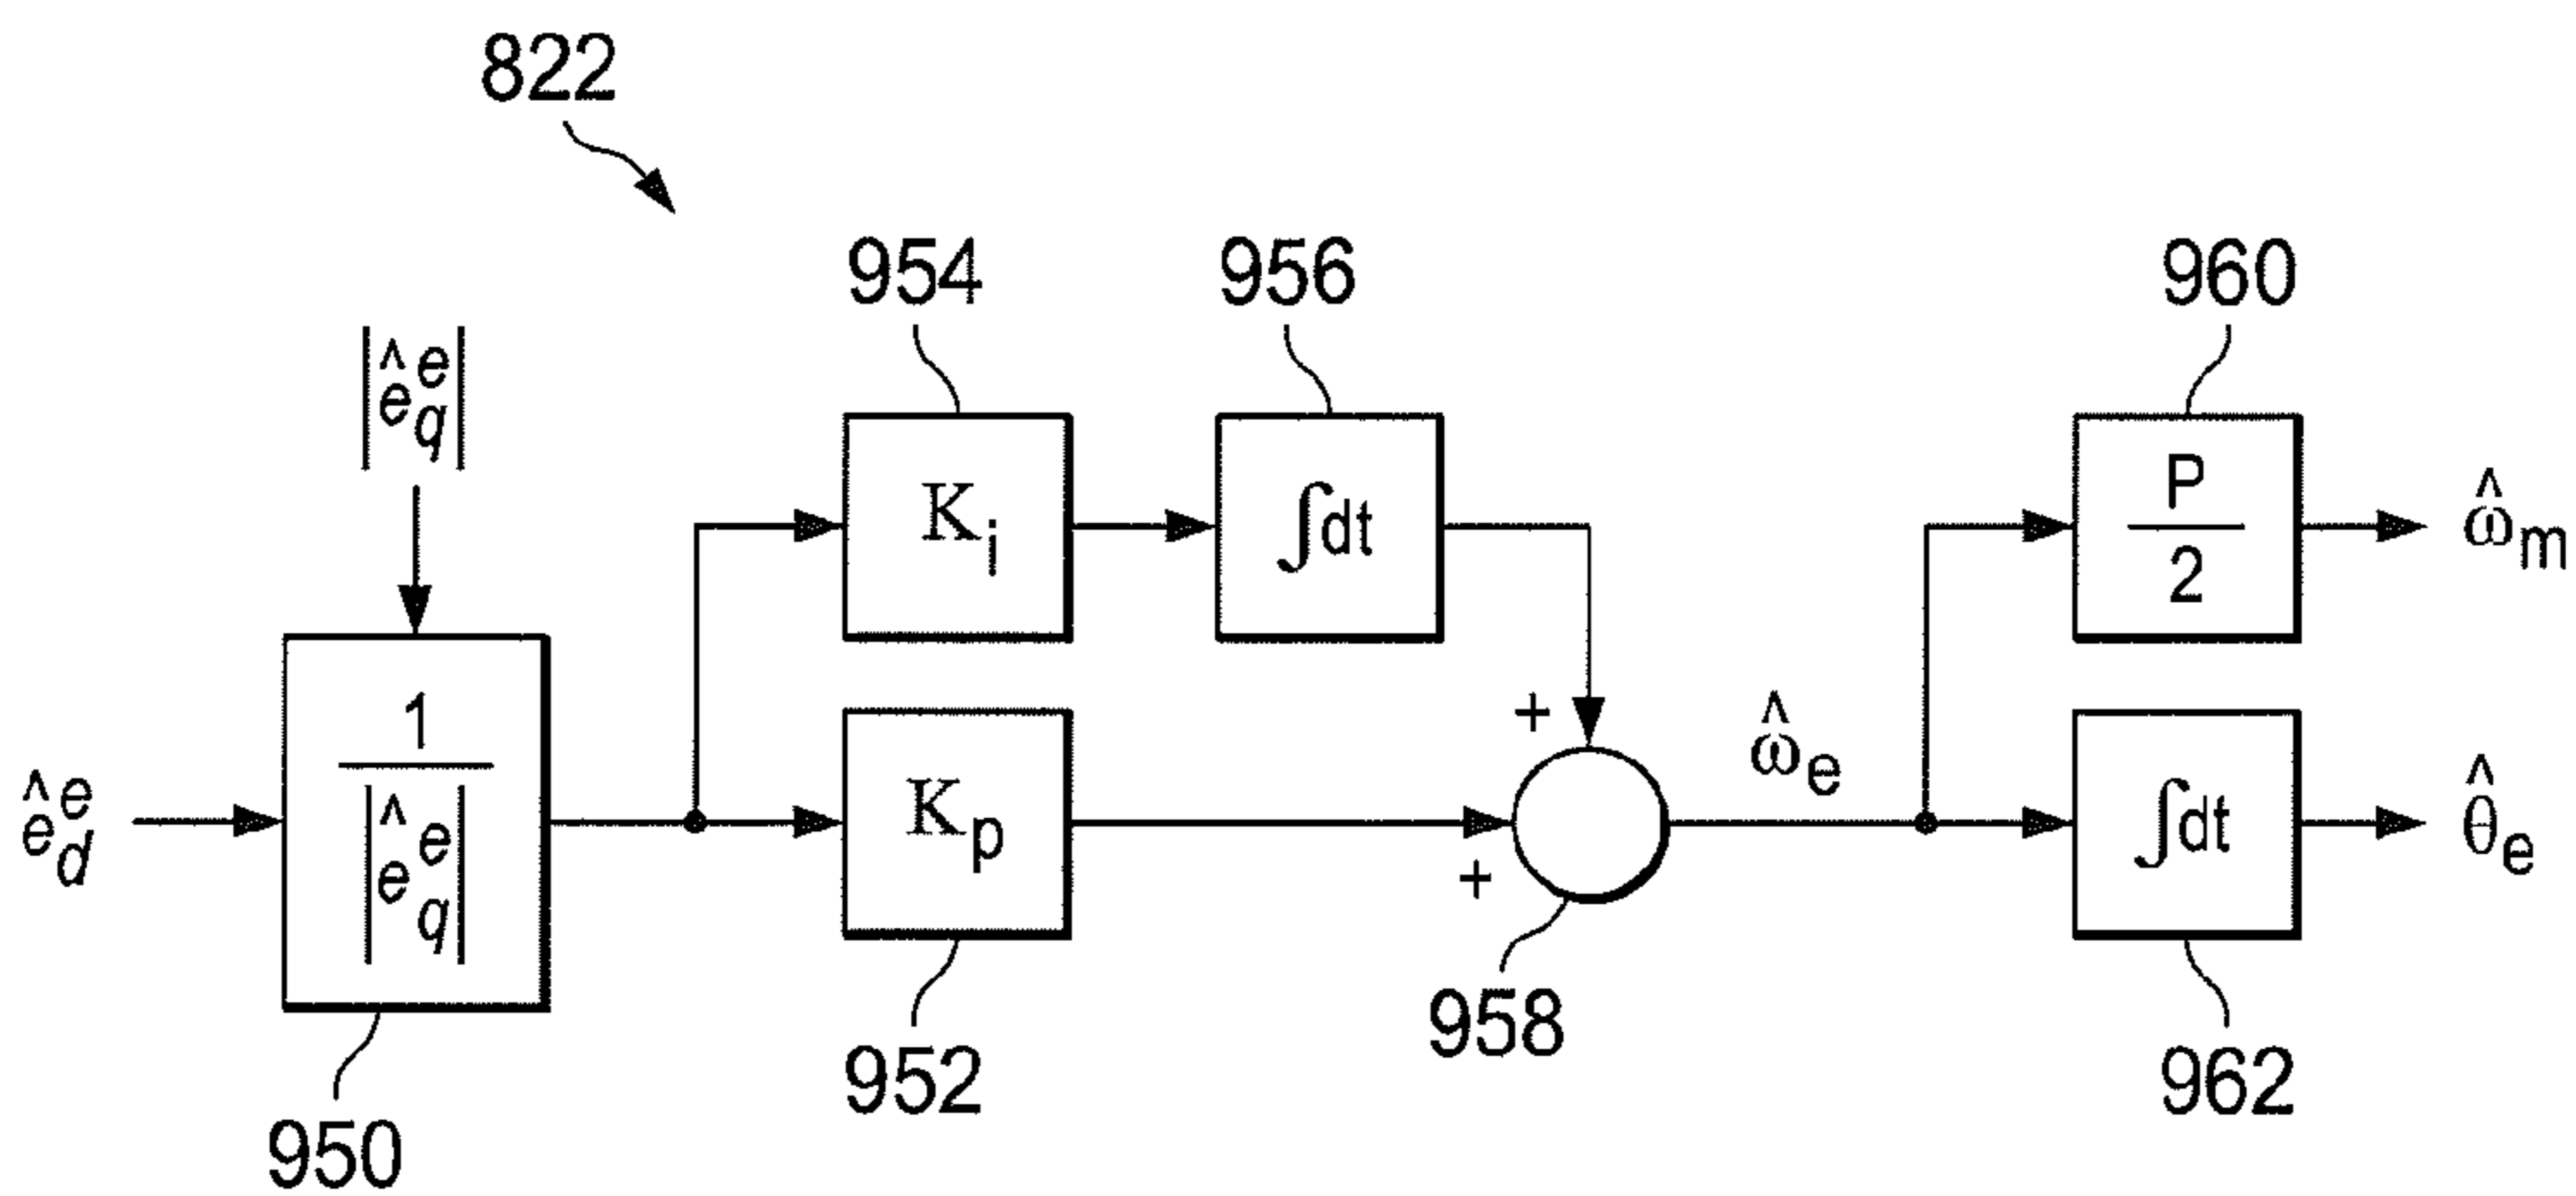 822
954
956
960
|ê_q^e|
K_i
∫dt
P/2
ω̂_m
1/|ê_q^e|
K_p
+
ω̂_e
∫dt
θ̂_e
ê_d^e
+
958
952
962
950